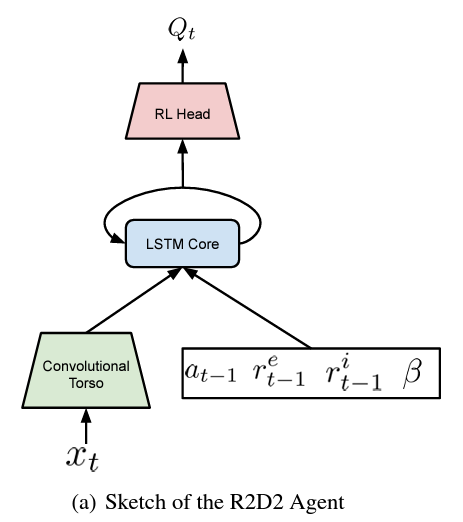 Q_t
RL Head
LSTM Core
Convolutional
Torso
a_{t-1} r^e_{t-1} r^i_{t-1} β
x_t
(a) Sketch of the R2D2 Agent